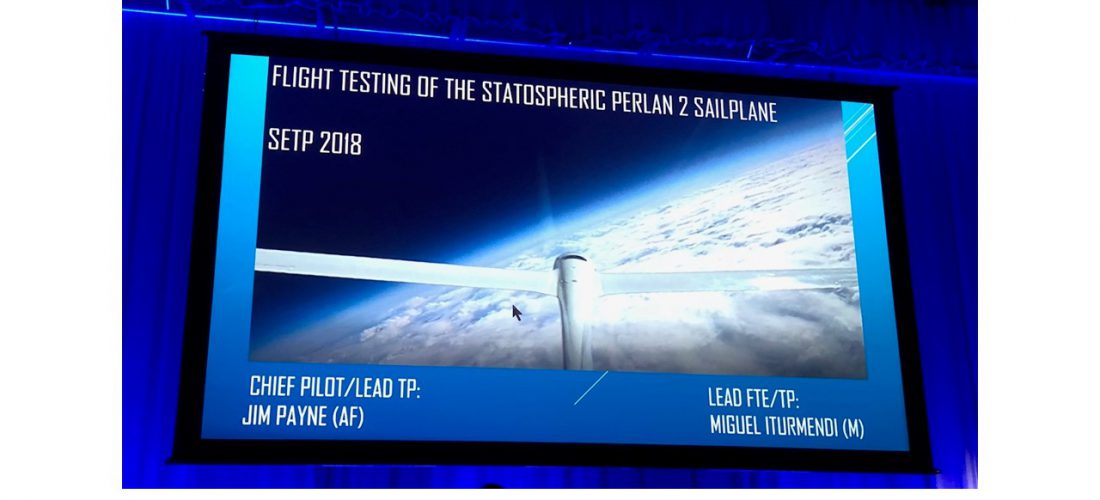 FLIGHT TESTING OF THE STATOSPHERIC PERLAN 2 SAILPLANE
SETP 2018
CHIEF PILOT/LEAD TP:
JIM PAYNE (AF)
LEAD FTE/TP:
MIGUEL ITURMENDI (M)